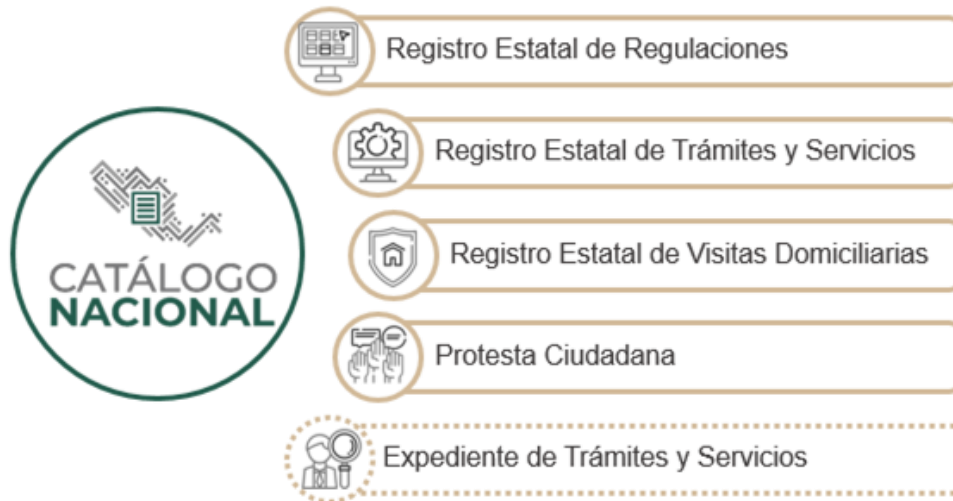 Registro Estatal de Regulaciones
Registro Estatal de Trámites y Servicios
CATÁLOGO
NACIONAL
Registro Estatal de Visitas Domiciliarias
Protesta Ciudadana
Expediente de Trámites y Servicios